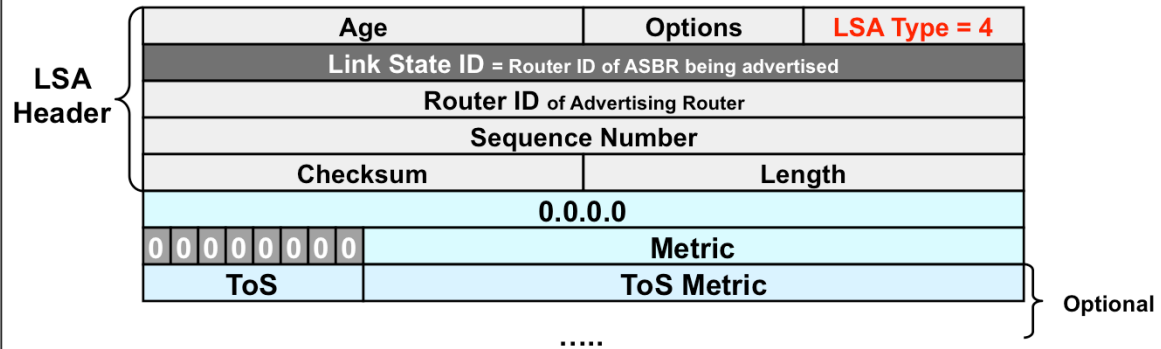 Age Options LSA Type = 4
LSA Header
Link State ID = Router ID of ASBR being advertised
Router ID of Advertising Router
Sequence Number
Checksum Length
0.0.0.0
0 0 0 0 0 0 0 0 Metric
ToS ToS Metric
Optional
.....